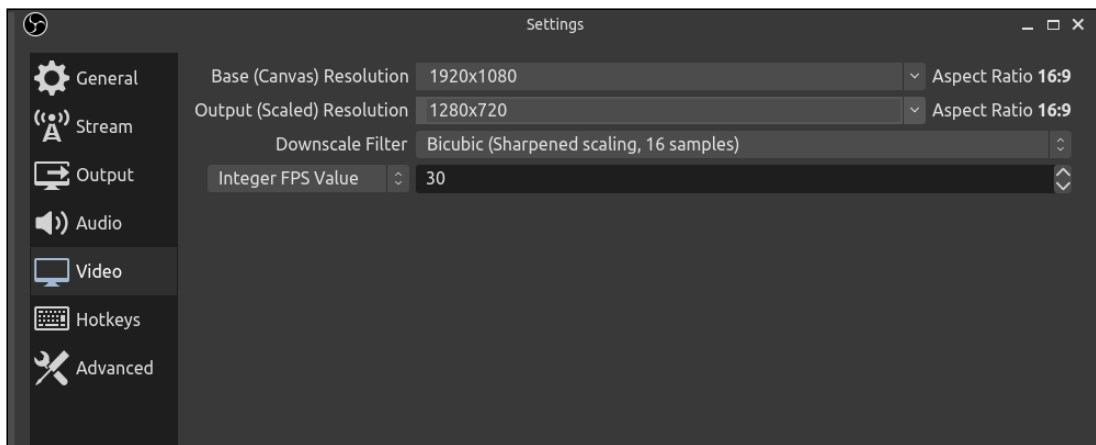 Settings
General
Stream
Output
Audio
Video
Hotkeys
Advanced
Base (Canvas) Resolution 1920x1080 Aspect Ratio 16:9
Output (Scaled) Resolution 1280x720 Aspect Ratio 16:9
Downscale Filter Bicubic (Sharpened scaling, 16 samples)
Integer FPS Value 30